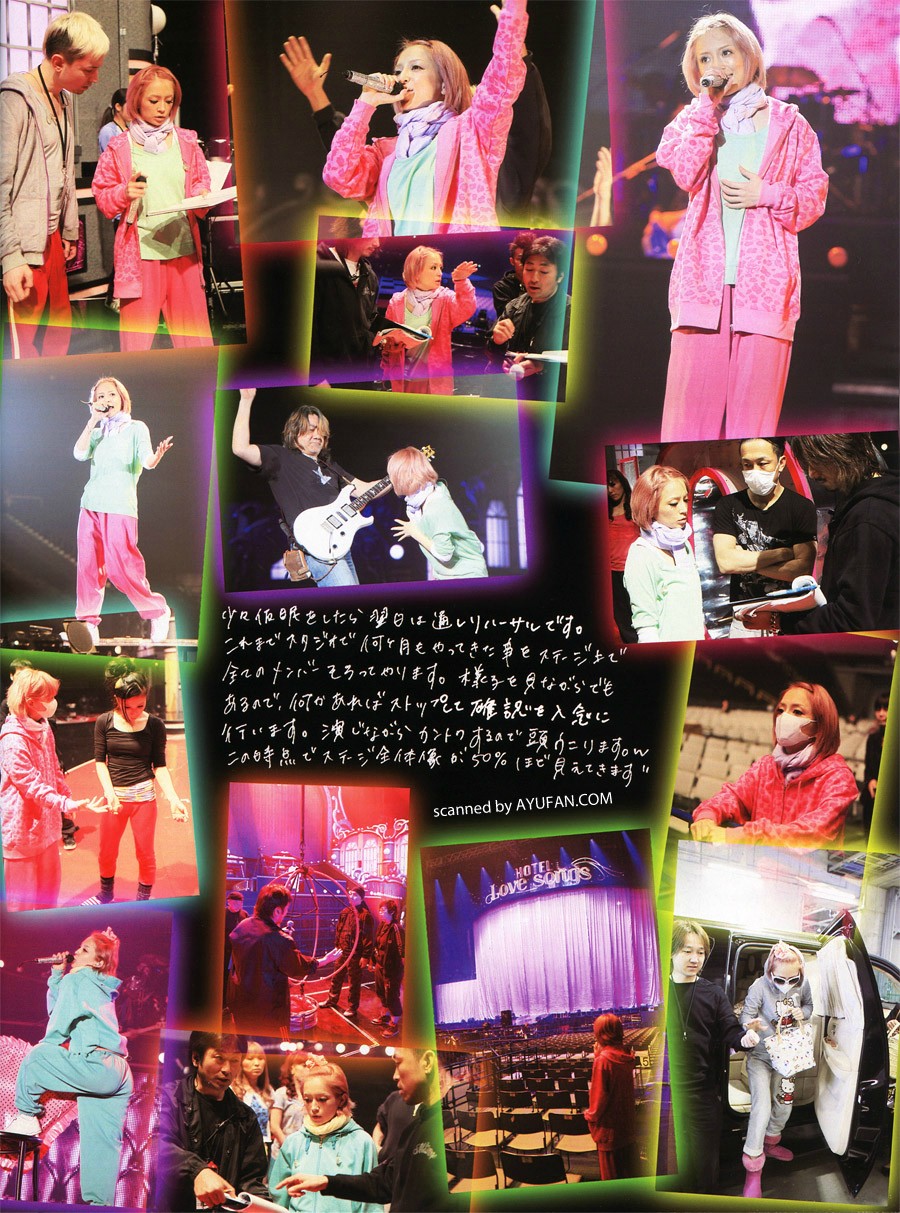 少々仮眠をしたら翌日は通しリハーサルです。
これまでスタジオで何ヶ月もやってきた事をステージ上で
全てのメンバーそろってやります。様子を見ながらでも
あるので、何かあればストップして確認を入念に
行います。演じながらカントクするので頭ウニります。w
この時点でステージ全体像が50%ほど見えてきます"
scanned by AYUFAN.COM
HOTEL
Love songs